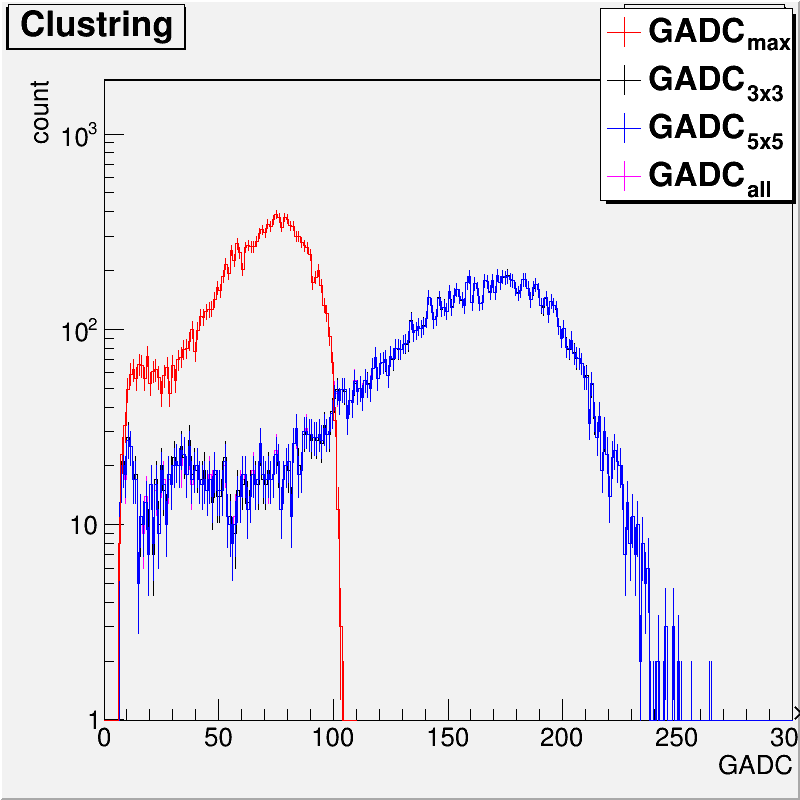 Clustring
GADCmax
GADC3x3
GADC5x5
GADCall
count
10³
10²
10
1
0 50 100 150 200 250 30
GADC